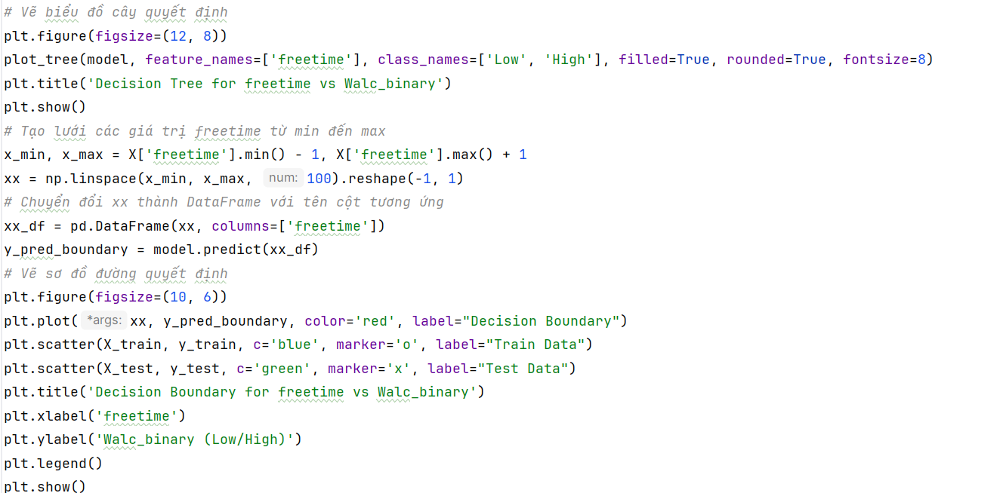 # Vẽ biểu đồ cây quyết định
plt.figure(figsize=(12, 8))
plot_tree(model, feature_names=['freetime'], class_names=['Low', 'High'], filled=True, rounded=True, fontsize=8)
plt.title('Decision Tree for freetime vs Walc_binary')
plt.show()
# Tạo lưới các giá trị freetime từ min đến max
x_min, x_max = X['freetime'].min() - 1, X['freetime'].max() + 1
xx = np.linspace(x_min, x_max, num: 100).reshape(-1, 1)
# Chuyển đổi xx thành DataFrame với tên cột tương ứng
xx_df = pd.DataFrame(xx, columns=['freetime'])
y_pred_boundary = model.predict(xx_df)
# Vẽ sơ đồ đường quyết định
plt.figure(figsize=(10, 6))
plt.plot( *args: xx, y_pred_boundary, color='red', label="Decision Boundary")
plt.scatter(X_train, y_train, c='blue', marker='o', label="Train Data")
plt.scatter(X_test, y_test, c='green', marker='x', label="Test Data")
plt.title('Decision Boundary for freetime vs Walc_binary')
plt.xlabel('freetime')
plt.ylabel('Walc_binary (Low/High)')
plt.legend()
plt.show()